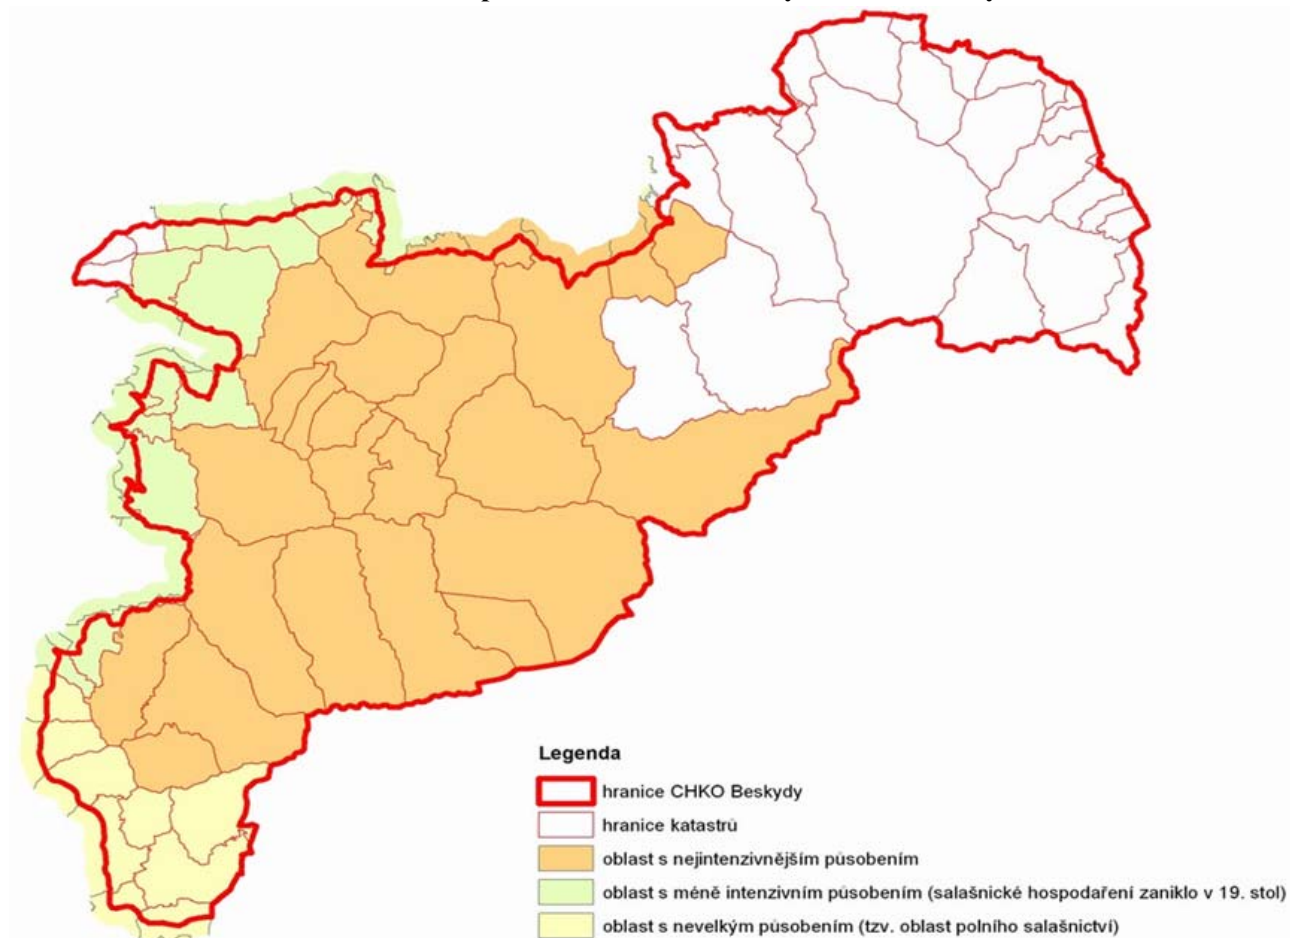 Legenda
hranice CHKO Beskydy
hranice katastrů
oblast s nejintenzivnějším působením
oblast s méně intenzivním působením (salašnické hospodaření zaniklo v 19. stol)
oblast s nevelkým působením (tzv. oblast polního salašnictví)